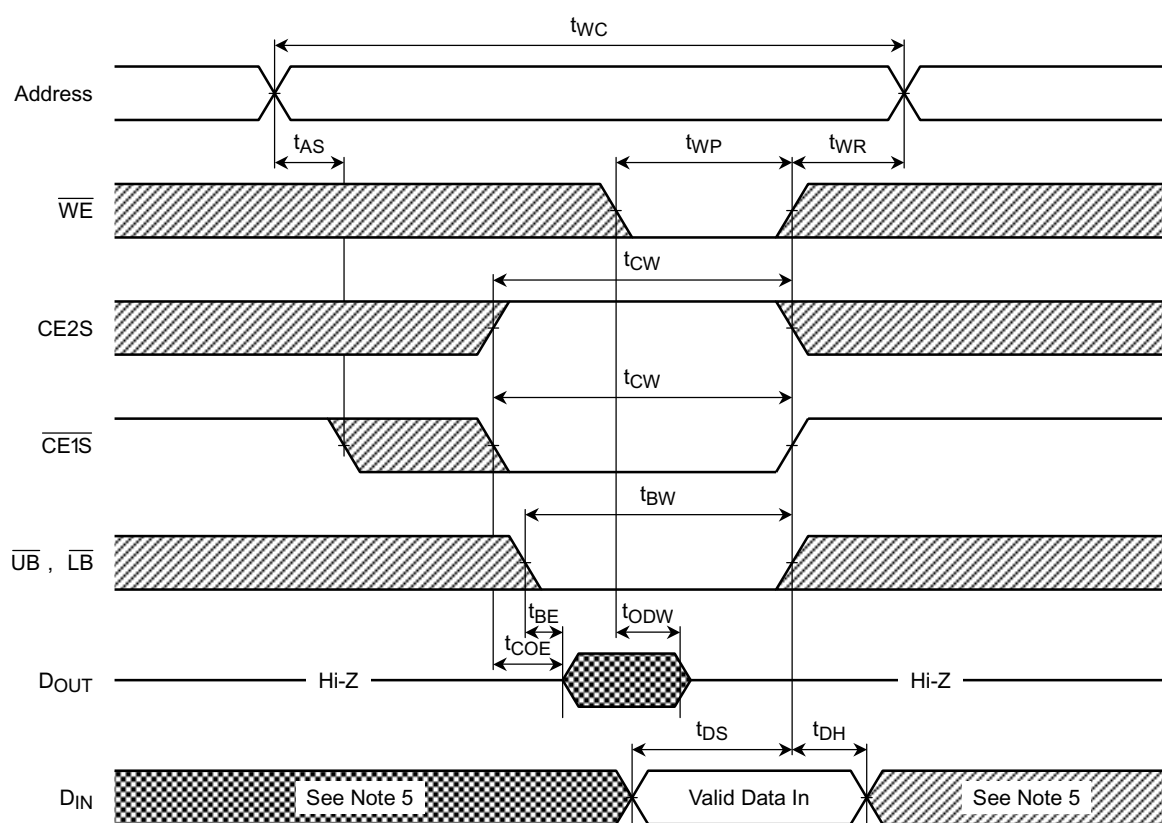 tWC
Address
tAS
tWP
tWR
WE
tCW
CE2S
tCW
CE1S
tBW
UB , LB
tBE
tODW
tCOE
DOUT
Hi-Z
Hi-Z
tDS
tDH
DIN
See Note 5
Valid Data In
See Note 5